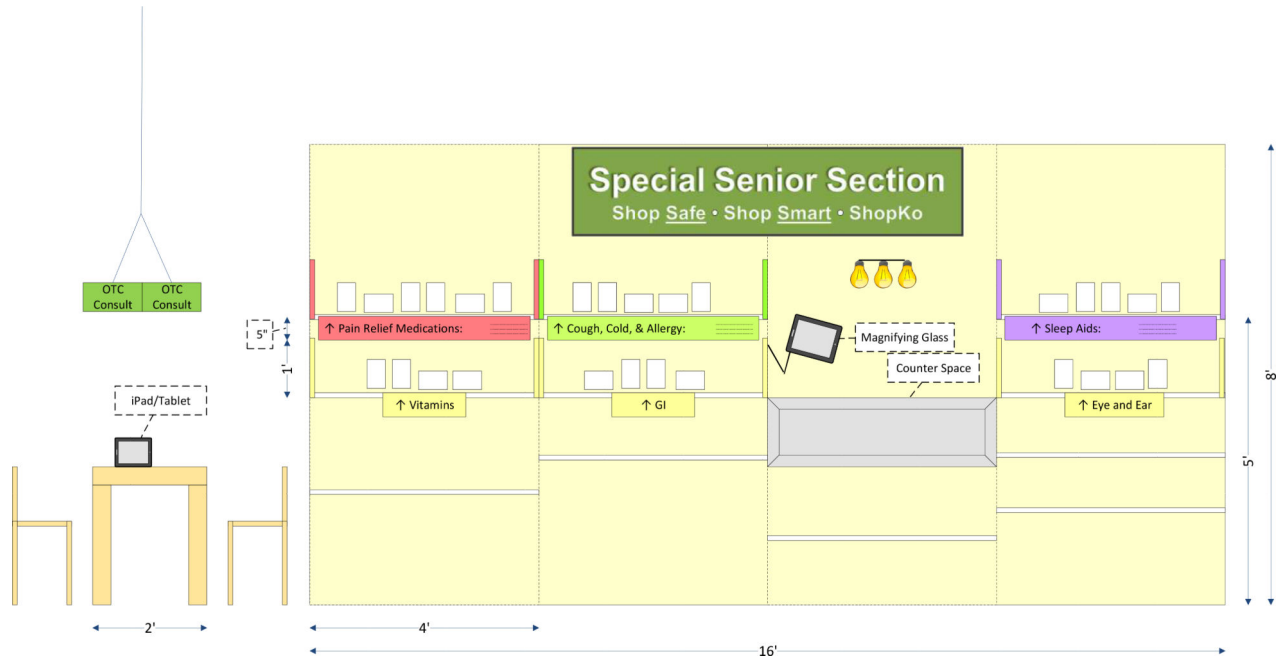 Special Senior Section
Shop Safe • Shop Smart • ShopKo
OTC Consult
OTC Consult
5"
↑ Pain Relief Medications:
↑ Cough, Cold, & Allergy:
↑ Sleep Aids:
Magnifying Glass
Counter Space
1'
8'
iPad/Tablet
↑ Vitamins
↑ GI
↑ Eye and Ear
5'
2'
4'
16'